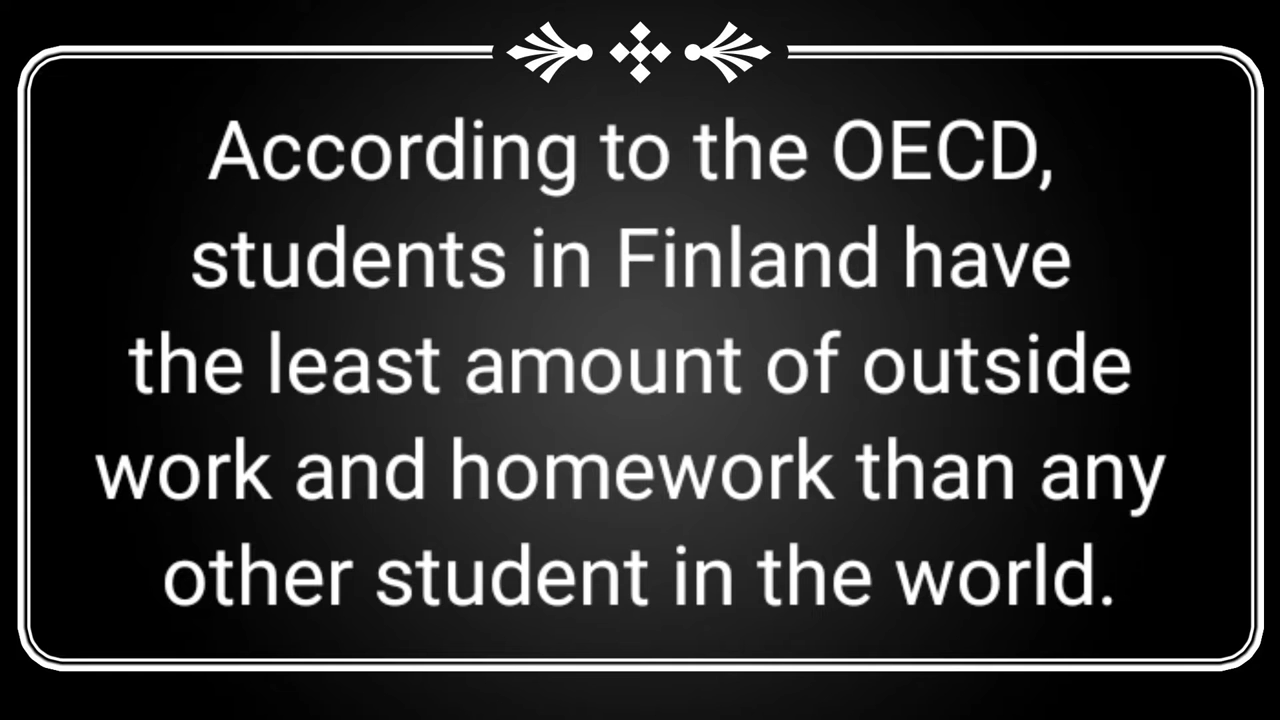 According to the OECD,
students in Finland have
the least amount of outside
work and homework than any
other student in the world.